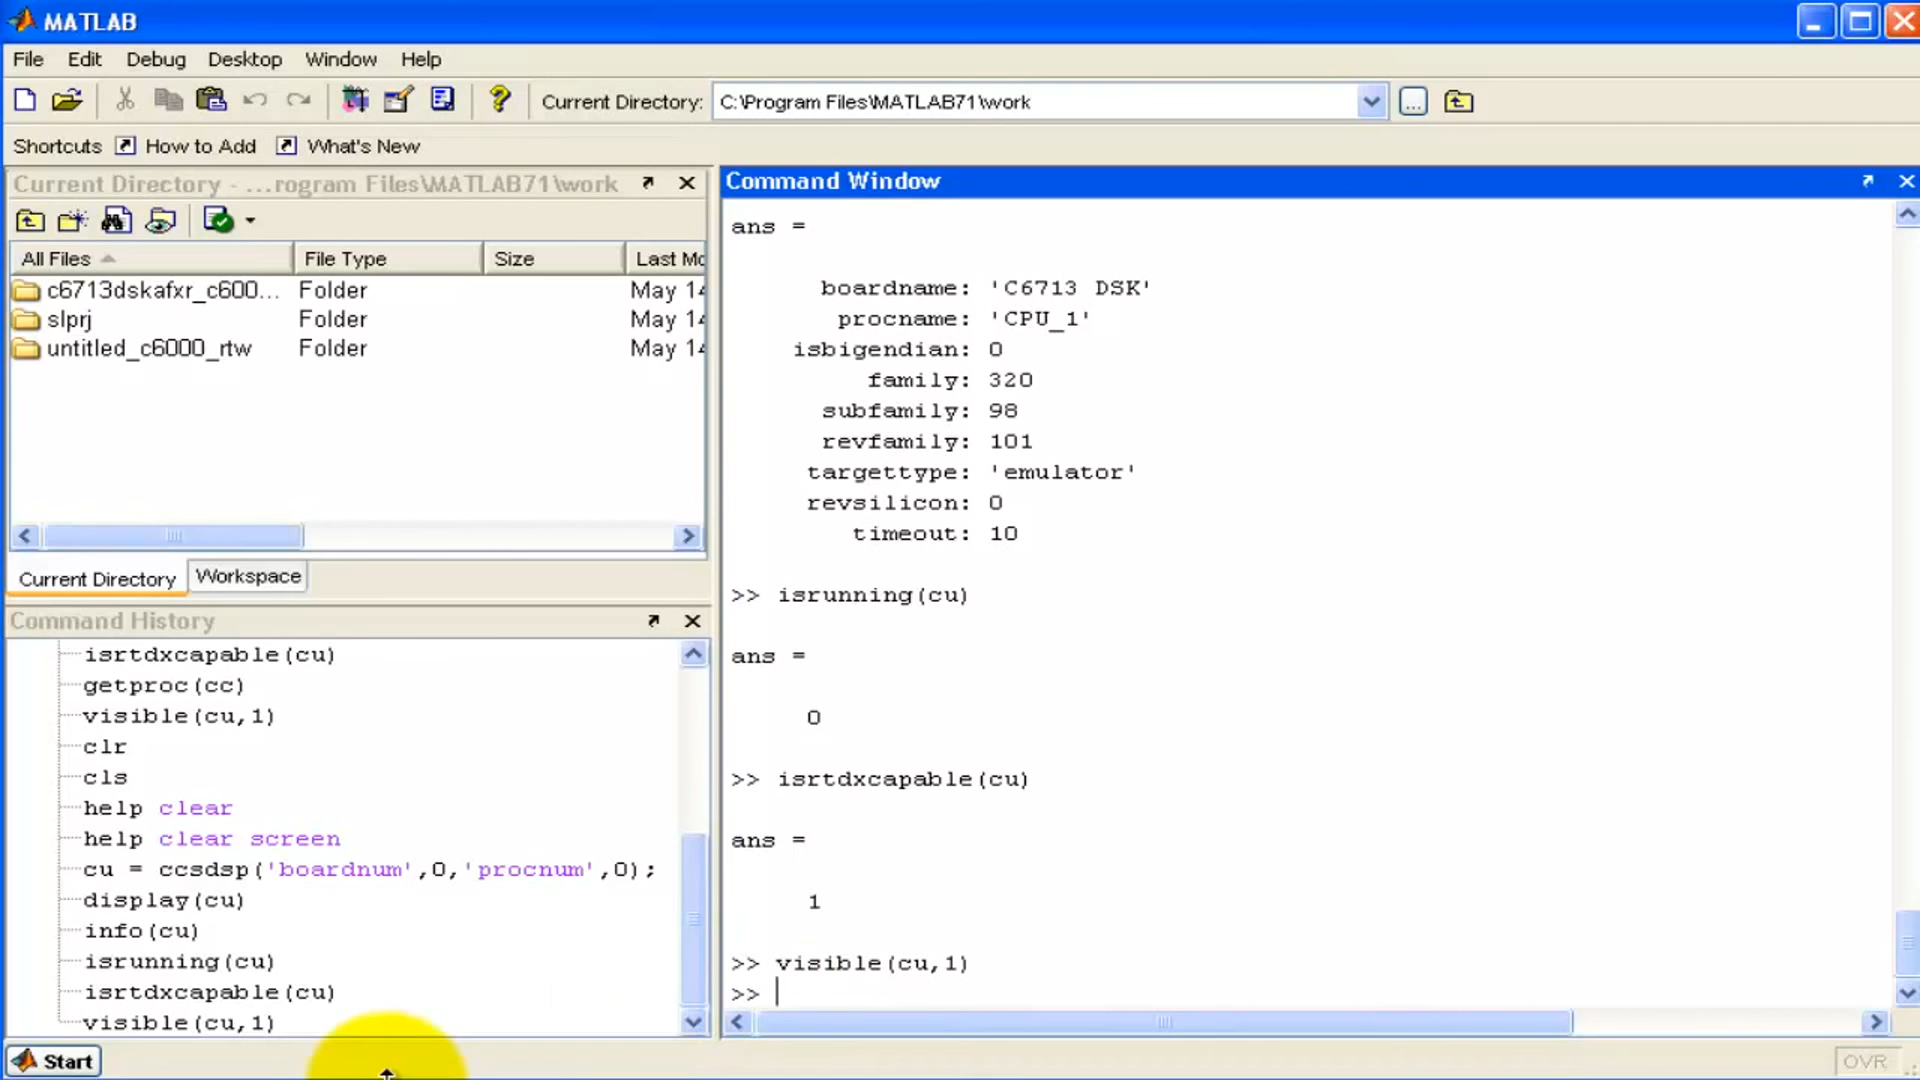 MATLAB
File Edit Debug Desktop Window Help
Current Directory: C:\Program Files\MATLAB71\work ...
Shortcuts How to Add What's New
Current Directory - ...rogram Files\MATLAB71\work
All Files File Type Size Last Mo
c6713dskafxr_c600... Folder May 14
slprj Folder May 14
untitled_c6000_rtw Folder May 14
Current Directory Workspace
Command History
isrtdxcapable(cu)
getproc(cc)
visible(cu,1)
clr
cls
help clear
help clear screen
cu = ccsdsp('boardnum',0,'procnum',0);
display(cu)
info(cu)
isrunning(cu)
isrtdxcapable(cu)
visible(cu,1)
Command Window
ans =
boardname: 'C6713 DSK'
procname: 'CPU_1'
isbigendian: 0
family: 320
subfamily: 98
revfamily: 101
targettype: 'emulator'
revsilicon: 0
timeout: 10
>> isrunning(cu)
ans =
0
>> isrtdxcapable(cu)
ans =
1
>> visible(cu,1)
>>
Start
OVR